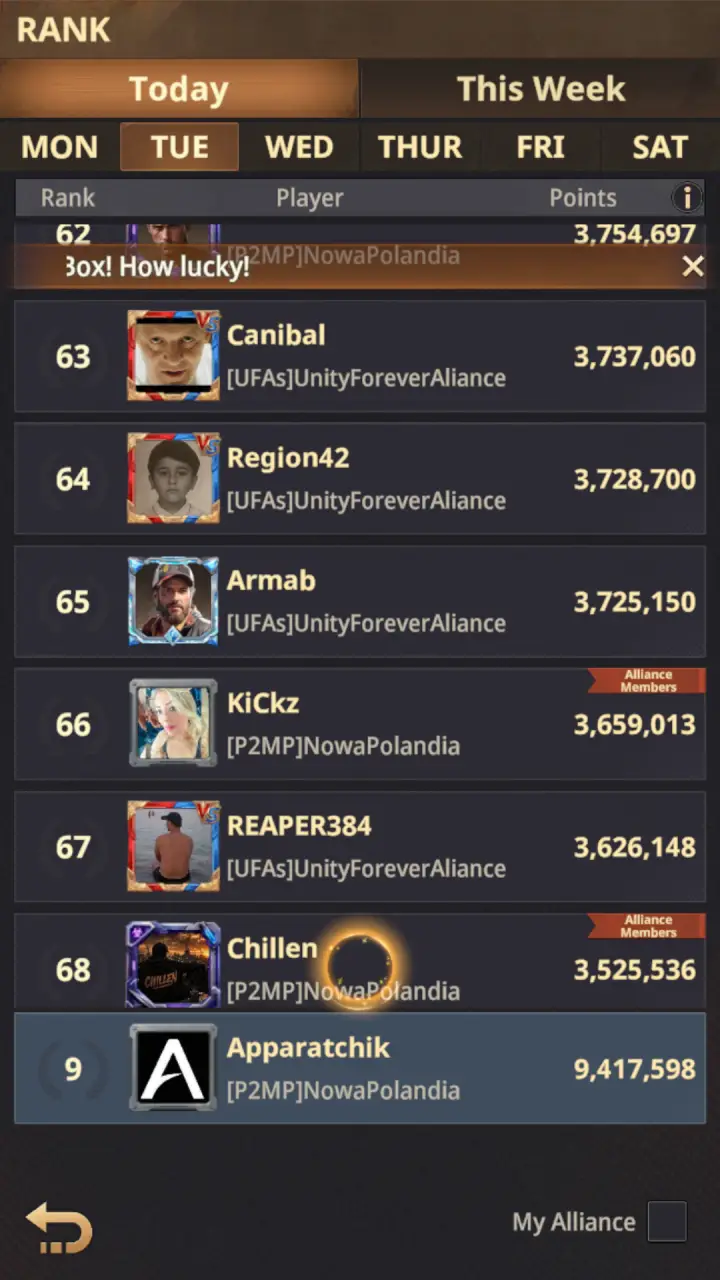 RANK
Today
This Week
MON
TUE
WED
THUR
FRI
SAT
Rank
Player
Points
62
[P2MP]NowaPolandia
3,754,697
Box! How lucky!
63
Canibal
[UFAs]UnityForeverAliance
3,737,060
64
Region42
[UFAs]UnityForeverAliance
3,728,700
65
Armab
[UFAs]UnityForeverAliance
3,725,150
Alliance
Members
66
KiCkz
[P2MP]NowaPolandia
3,659,013
67
REAPER384
[UFAs]UnityForeverAliance
3,626,148
Alliance
Members
68
CHILLEN
Chillen
[P2MP]NowaPolandia
3,525,536
9
Apparatchik
[P2MP]NowaPolandia
9,417,598
My Alliance